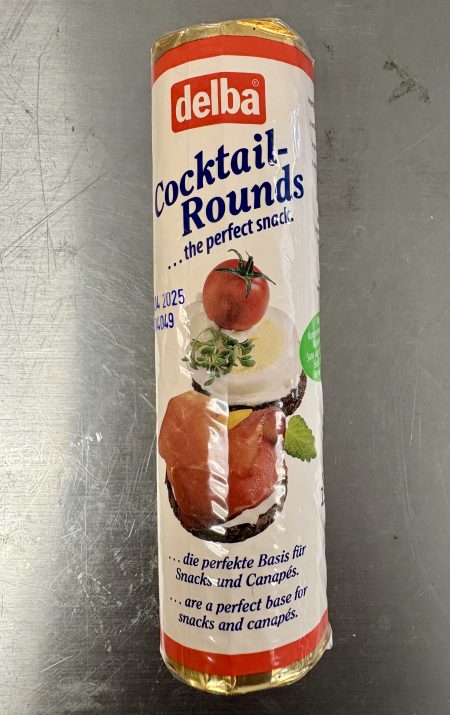 delba
Cocktail-
Rounds
...the perfect snack.
04 2025
4049
...die perfekte Basis für
Snacks und Canapés.
...are a perfect base for
snacks and canapés.